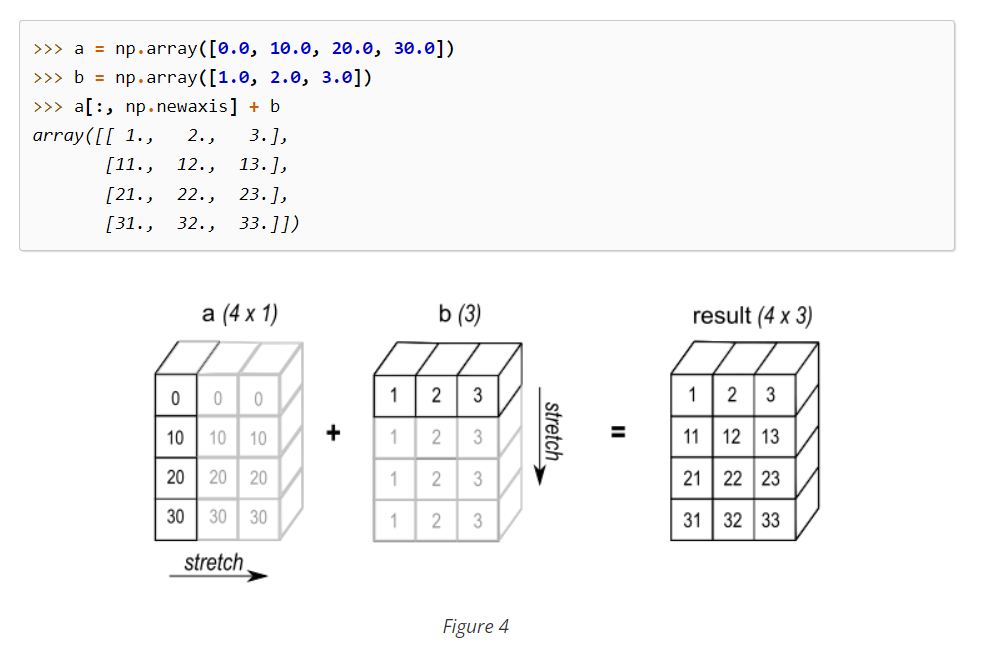 >>> a = np.array([0.0, 10.0, 20.0, 30.0])
>>> b = np.array([1.0, 2.0, 3.0])
>>> a[:, np.newaxis] + b
array([[ 1.,   2.,   3.],
       [11.,  12.,  13.],
       [21.,  22.,  23.],
       [31.,  32.,  33.]])
a (4 x 1)
b (3)
result (4 x 3)
0 0 0
10 10 10
20 20 20
30 30 30
stretch
+
1 2 3
1 2 3
1 2 3
1 2 3
stretch
=
1 2 3
11 12 13
21 22 23
31 32 33
Figure 4